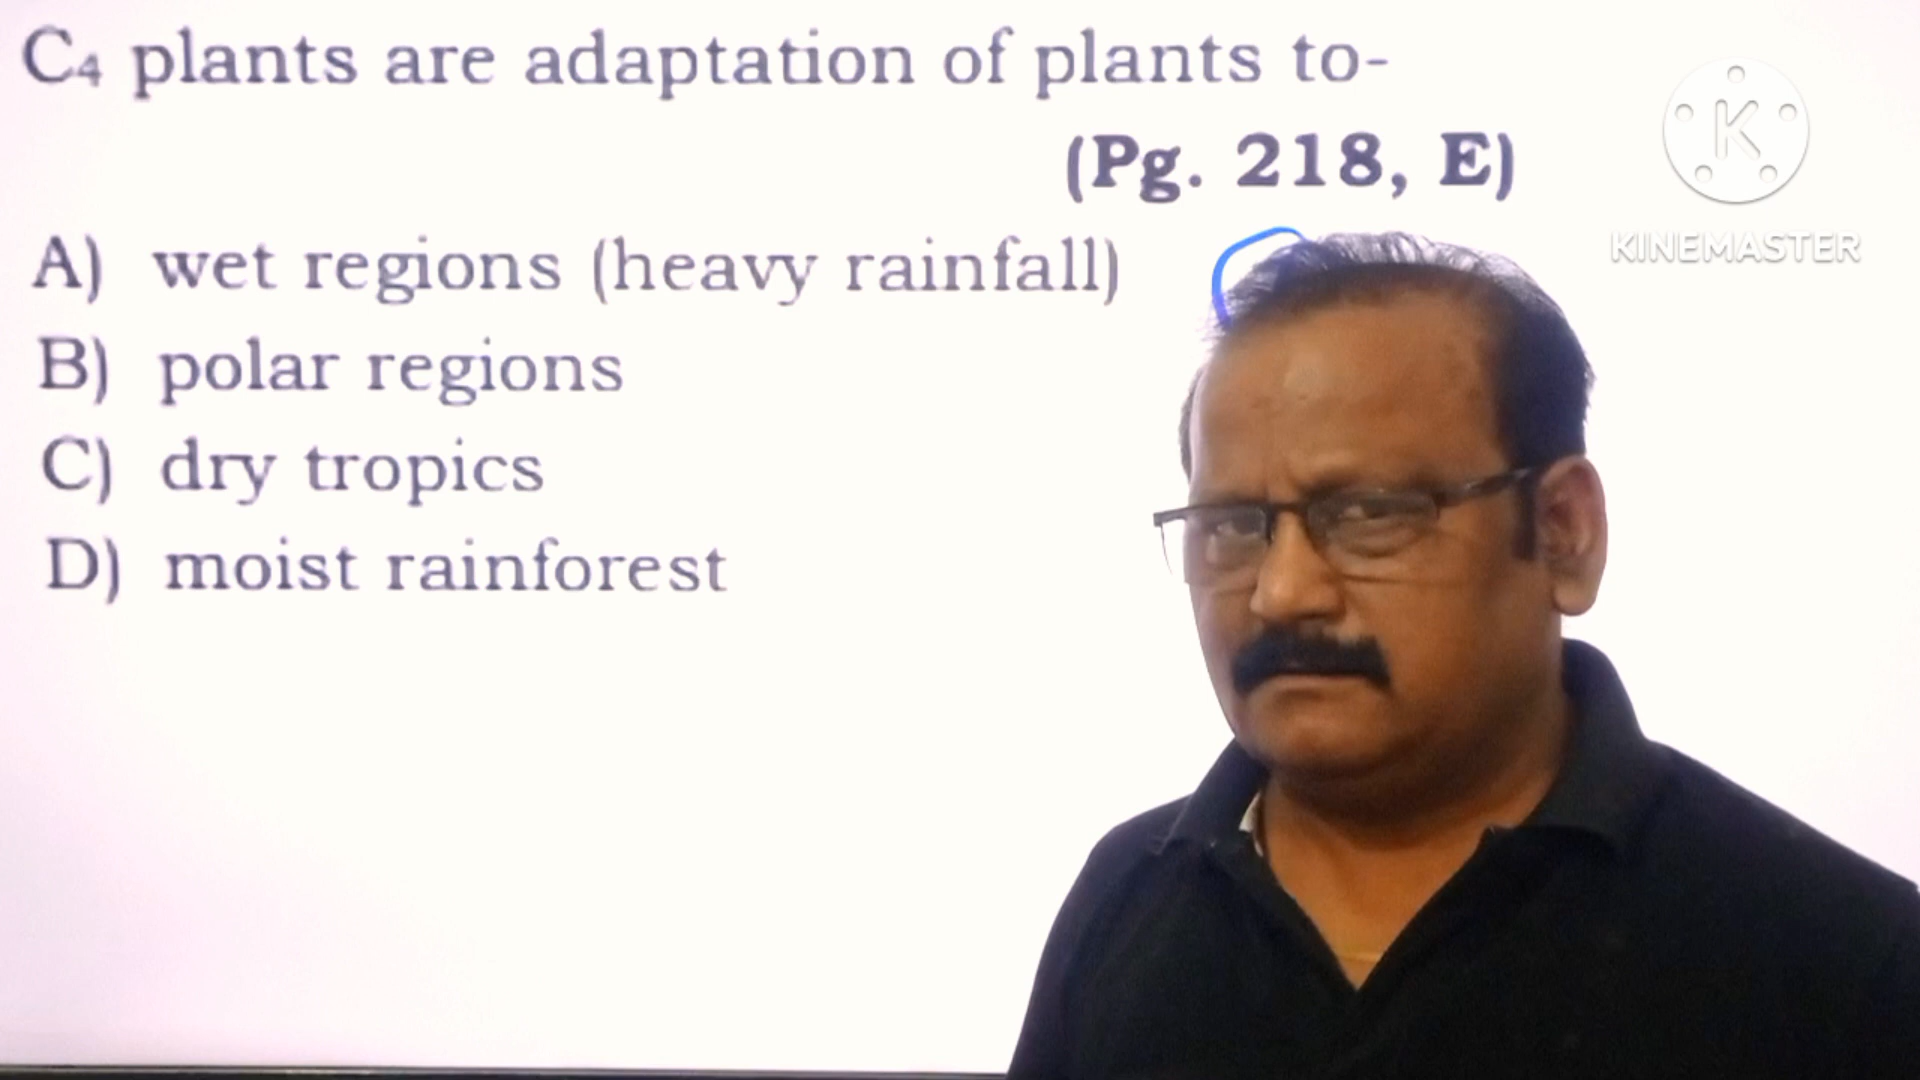 C₄ plants are adaptation of plants to-
(Pg. 218, E)
A) wet regions (heavy rainfall)
B) polar regions
C) dry tropics
D) moist rainforest
K
KINEMASTER